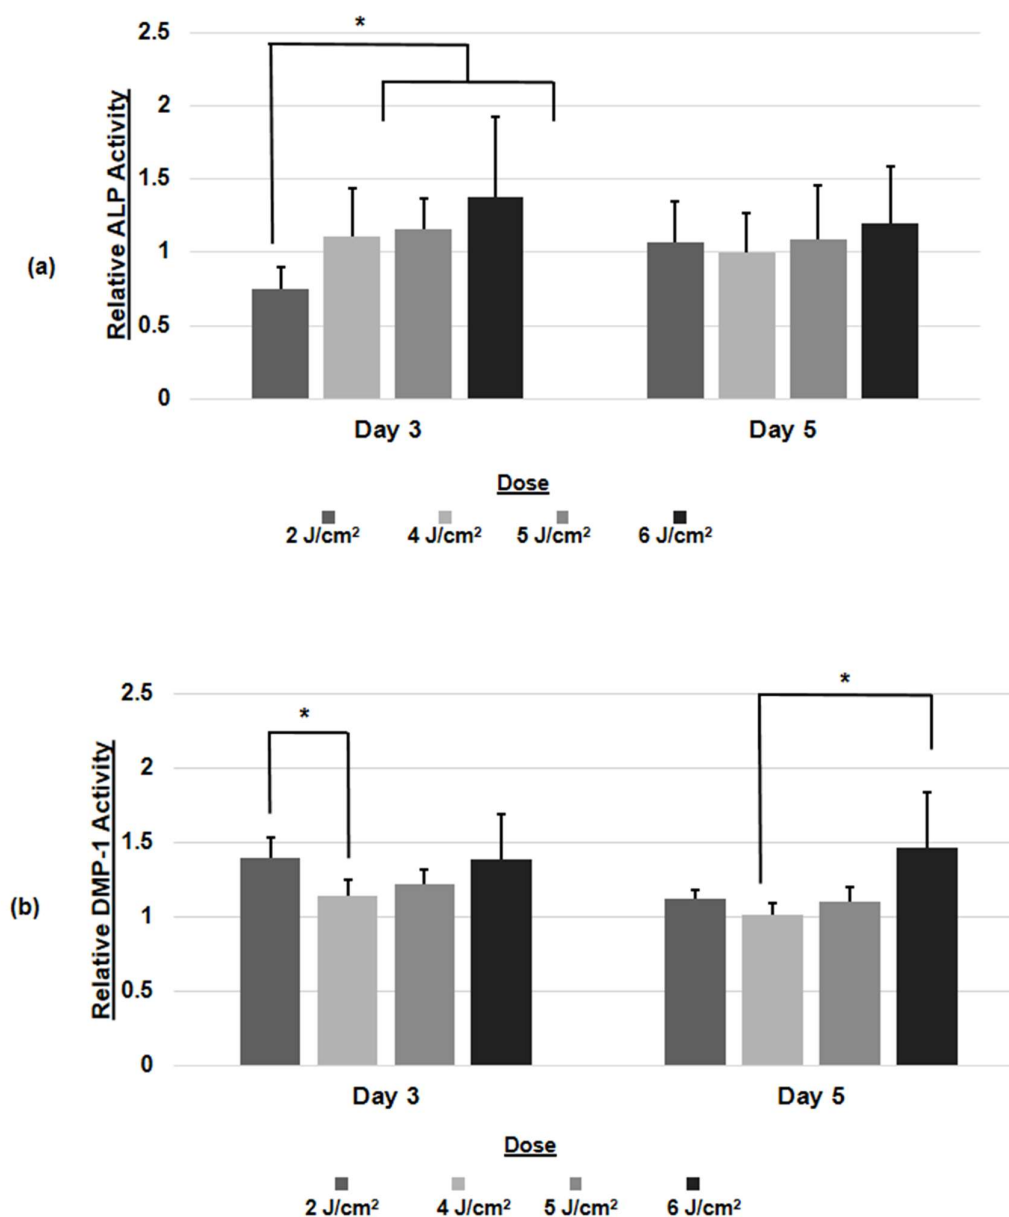 2.5
*
2
1.5
1
0.5
0
Relative ALP Activity
(a)
Day 3 Day 5
Dose
2 J/cm² 4 J/cm² 5 J/cm² 6 J/cm²
2.5
*
*
2
1.5
1
0.5
0
Relative DMP-1 Activity
(b)
Day 3 Day 5
Dose
2 J/cm² 4 J/cm² 5 J/cm² 6 J/cm²